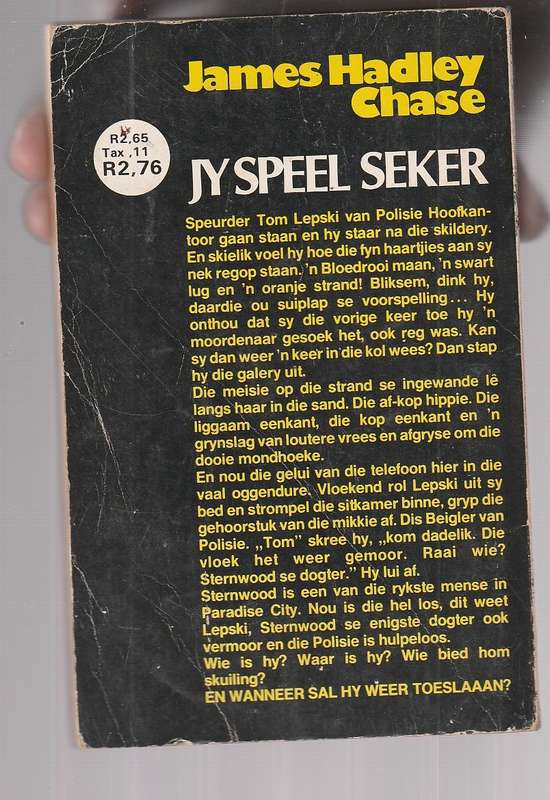 James Hadley
Chase
R2,65
Tax ,11
R2,76
JY SPEEL SEKER
Speurder Tom Lepski van Polisie Hoofkan-
toor gaan staan en hy staar na die skildery.
En skielik voel hy hoe die fyn haartjies aan sy
nek regop staan. 'n Bloedrooi maan, 'n swart
lug en 'n oranje strand! Bliksem, dink hy,
daardie ou suiplap se voorspelling... Hy
onthou dat sy die vorige keer toe hy 'n
moordenaar gesoek het, ook reg was. Kan
sy dan weer 'n keer in die kol wees? Dan stap
hy die galery uit.
Die meisie op die strand se ingewande lê
langs haar in die sand. Die af-kop hippie. Die
liggaam eenkant, die kop eenkant en 'n
grynslag van loutere vrees en afgryse om die
dooie mondhoeke.
En nou die gelui van die telefoon hier in die
vaal oggendure. Vloekend rol Lepski uit sy
bed en strompel die sitkamer binne, gryp die
gehoorstuk van die mikkie af. Dis Beigler van
Polisie. „Tom” skree hy, „kom dadelik. Die
vloek het weer gemoor. Raai wie?
Sternwood se dogter.” Hy lui af.
Sternwood is een van die rykste mense in
Paradise City. Nou is die hel los, dit weet
Lepski, Sternwood se enigste dogter ook
vermoor en die Polisie is hulpeloos.
Wie is hy? Waar is hy? Wie bied hom
skuiling?
EN WANNEER SAL HY WEER TOESLAAAN?